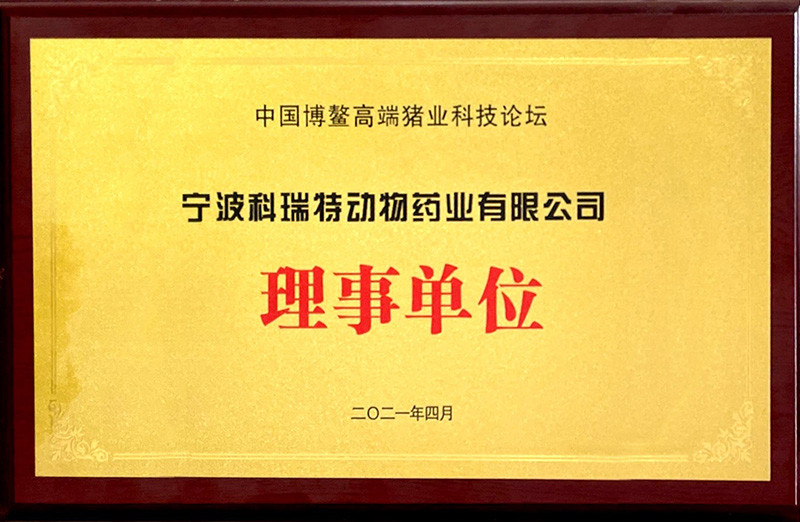 中国博鳌高端猪业科技论坛
宁波科瑞特动物药业有限公司
理事单位
二〇二一年四月